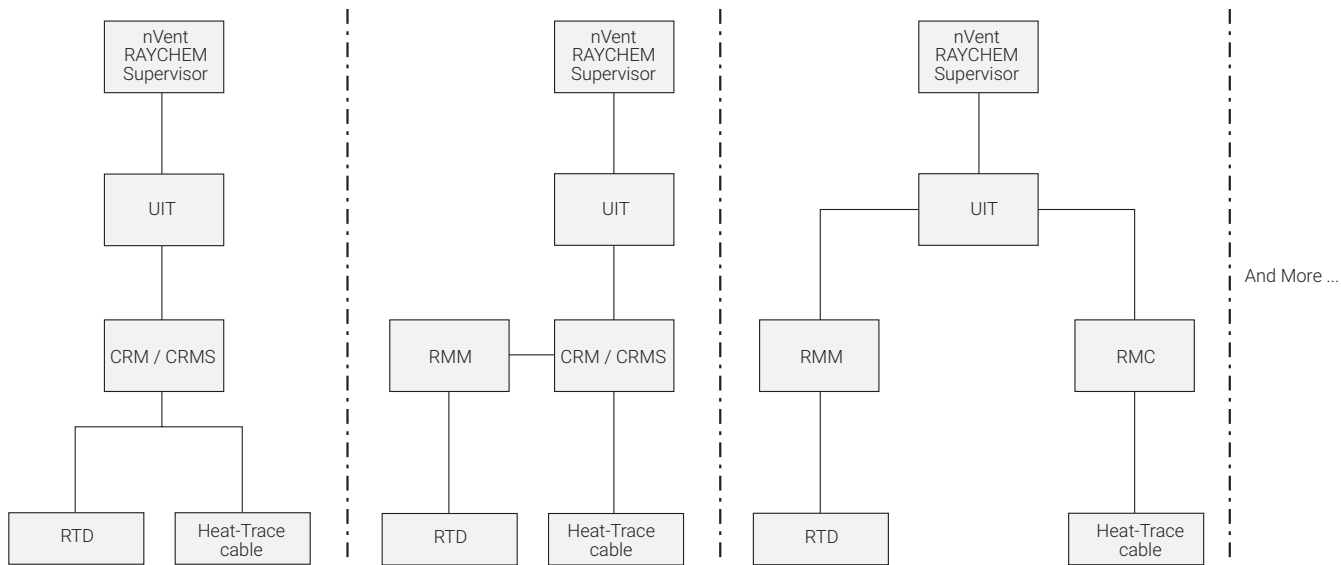 nVent
RAYCHEM
Supervisor
UIT
CRM / CRMS
RTD
Heat-Trace
cable
nVent
RAYCHEM
Supervisor
UIT
RMM
CRM / CRMS
RTD
Heat-Trace
cable
nVent
RAYCHEM
Supervisor
UIT
RMM
RMC
RTD
Heat-Trace
cable
And More ...